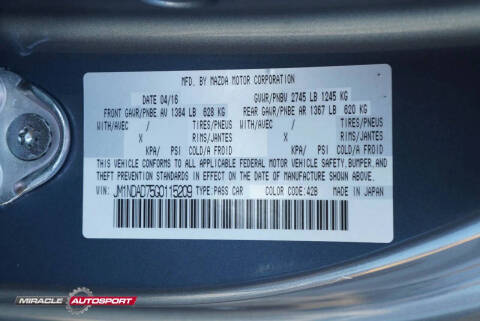 MFD. BY MAZDA MOTOR CORPORATION
DATE 04/16 GVWR/PNBV 2745 LB 1245 KG
FRONT GAWR/PNBE AV 1384 LB 628 KG REAR GAWR/PNBE AR 1367 LB 620 KG
WITH/AVEC / TIRES/PNEUS WITH/AVEC / TIRES/PNEUS
X RIMS/JANTES X RIMS/JANTES
KPA/ PSI COLD/A FROID KPA/ PSI COLD/A FROID
THIS VEHICLE CONFORMS TO ALL APPLICABLE FEDERAL MOTOR VEHICLE SAFETY, BUMPER, AND
THEFT PREVENTION STANDARDS IN EFFECT ON THE DATE OF MANUFACTURE SHOWN ABOVE.
VIN: JM1NDAD75G0115209 TYPE: PASS CAR COLOR CODE: 42B MADE IN JAPAN
MIRACLE AUTOSPORT